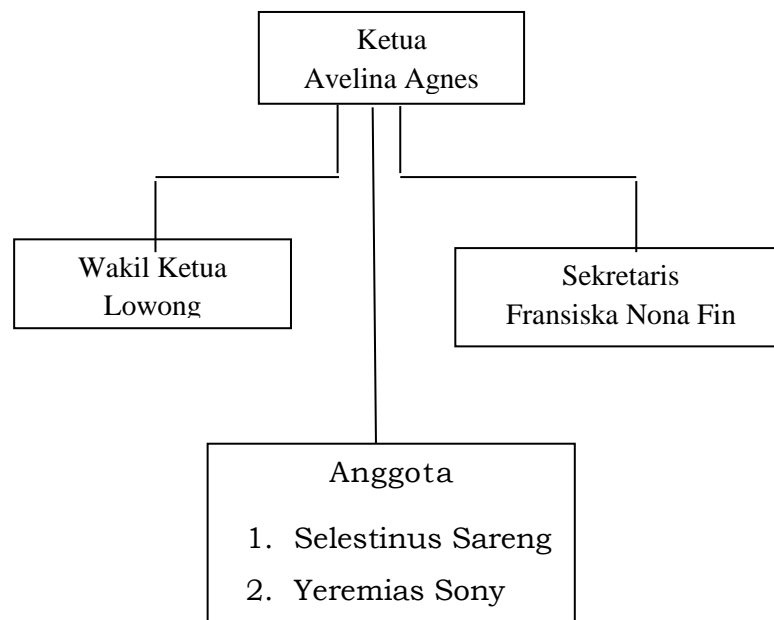 Ketua
Avelina Agnes
Wakil Ketua
Lowong
Sekretaris
Fransiska Nona Fin
Anggota
1. Selestinus Sareng
2. Yeremias Sony